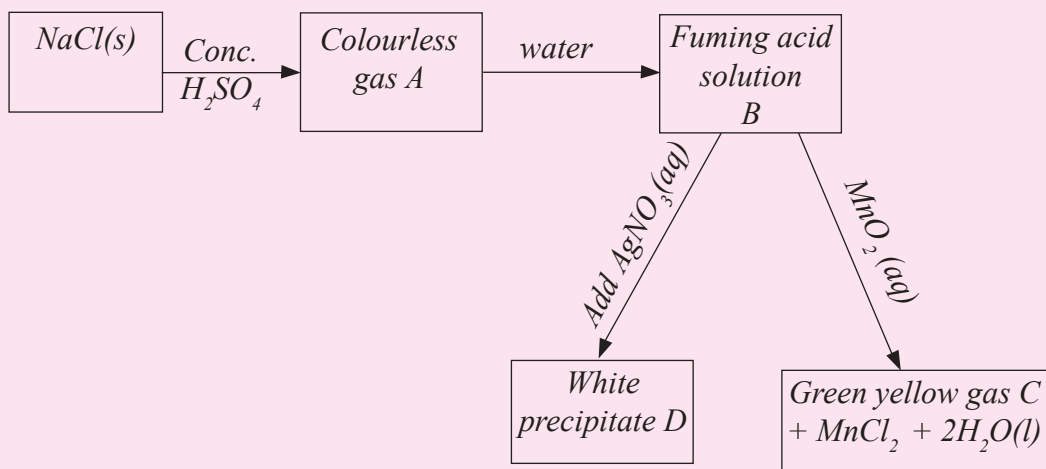 NaCl(s)
Conc.
H₂SO₄
Colourless
gas A
water
Fuming acid
solution
B
Add AgNO₃(aq)
MnO₂ (aq)
White
precipitate D
Green yellow gas C
+ MnCl₂ + 2H₂O(l)